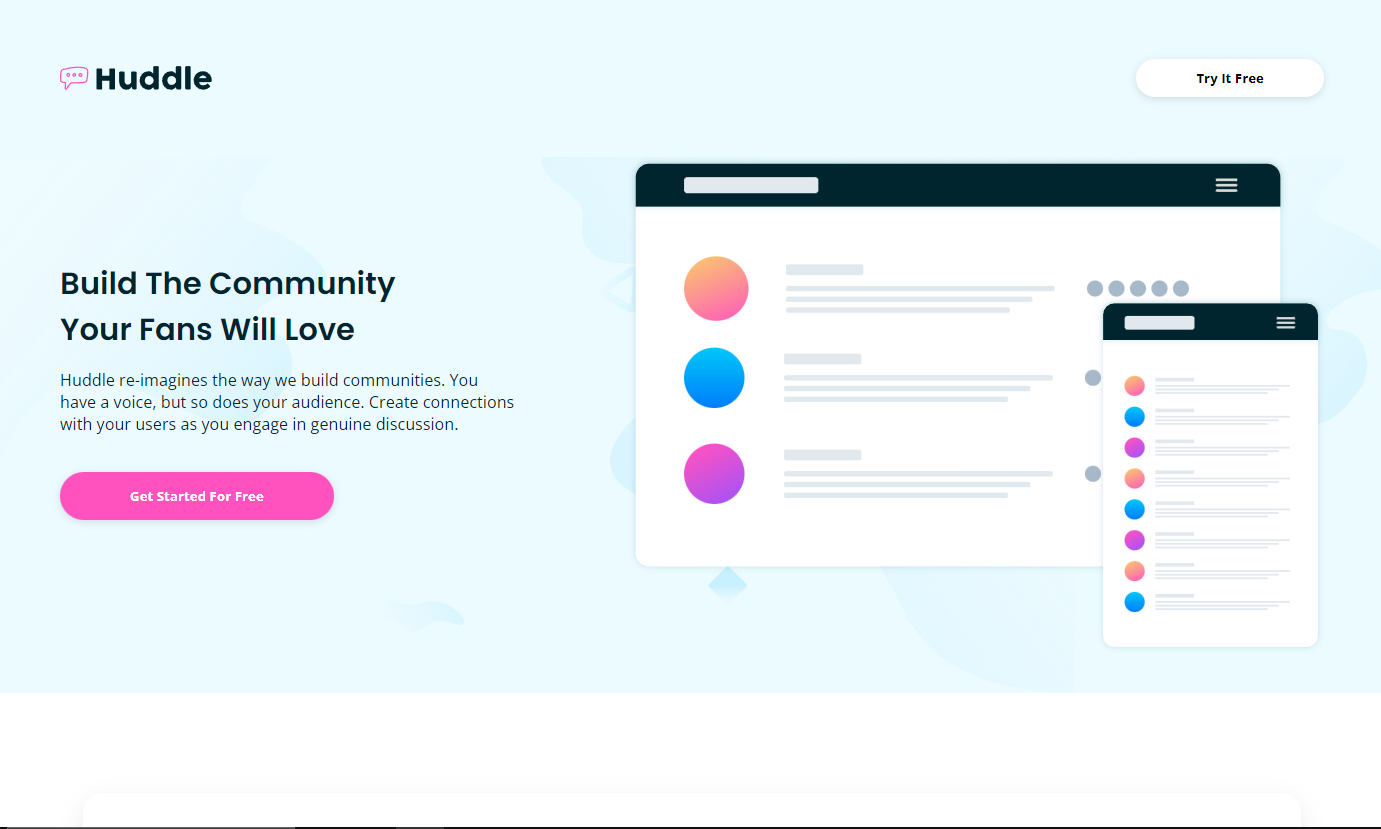 Huddle
Try It Free
Build The Community
Your Fans Will Love
Huddle re-imagines the way we build communities. You
have a voice, but so does your audience. Create connections
with your users as you engage in genuine discussion.
Get Started For Free